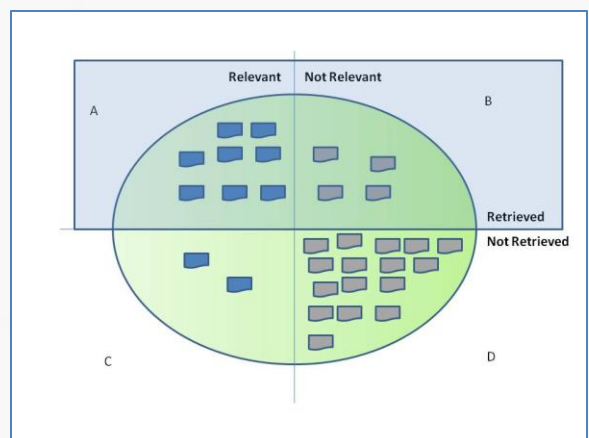 Relevant
Not Relevant
A
B
Retrieved
Not Retrieved
C
D